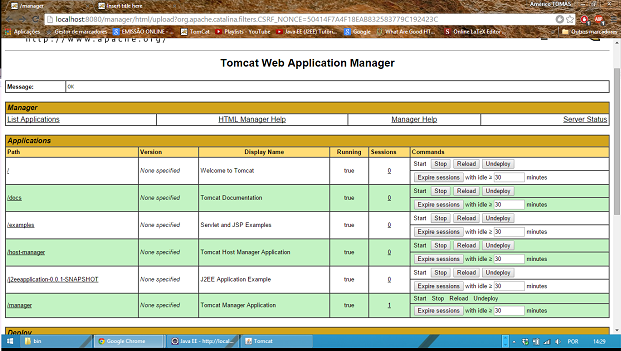 /manager
Insert title here
Américo TOMAS
localhost:8080/manager/html/upload?org.apache.catalina.filters.CSRF_NONCE=50414F7A4F18EAB832583779C192423C
Aplicações Gestor de marcadores EMISSÃO ONLINE - TomCat Playlists - YouTube Java EE (J2EE) Tutori... Google What Are Good HT... Online LaTeX Editor... Outros marcadores
http://www.apache.org/
Tomcat Web Application Manager
Message: OK
Manager
List Applications HTML Manager Help Manager Help Server Status
Applications
Path Version Display Name Running Sessions Commands
/ None specified Welcome to Tomcat true 0 Start Stop Reload Undeploy
Expire sessions with idle ≥ 30 minutes
/docs None specified Tomcat Documentation true 0 Start Stop Reload Undeploy
Expire sessions with idle ≥ 30 minutes
/examples None specified Servlet and JSP Examples true 0 Start Stop Reload Undeploy
Expire sessions with idle ≥ 30 minutes
/host-manager None specified Tomcat Host Manager Application true 0 Start Stop Reload Undeploy
Expire sessions with idle ≥ 30 minutes
/j2eeapplication-0.0.1-SNAPSHOT None specified J2EE Application Example true 0 Start Stop Reload Undeploy
Expire sessions with idle ≥ 30 minutes
/manager None specified Tomcat Manager Application true 1 Start Stop Reload Undeploy
Expire sessions with idle ≥ 30 minutes
Deploy
bin Google Chrome Java EE - http://local... Tomcat POR 14:29